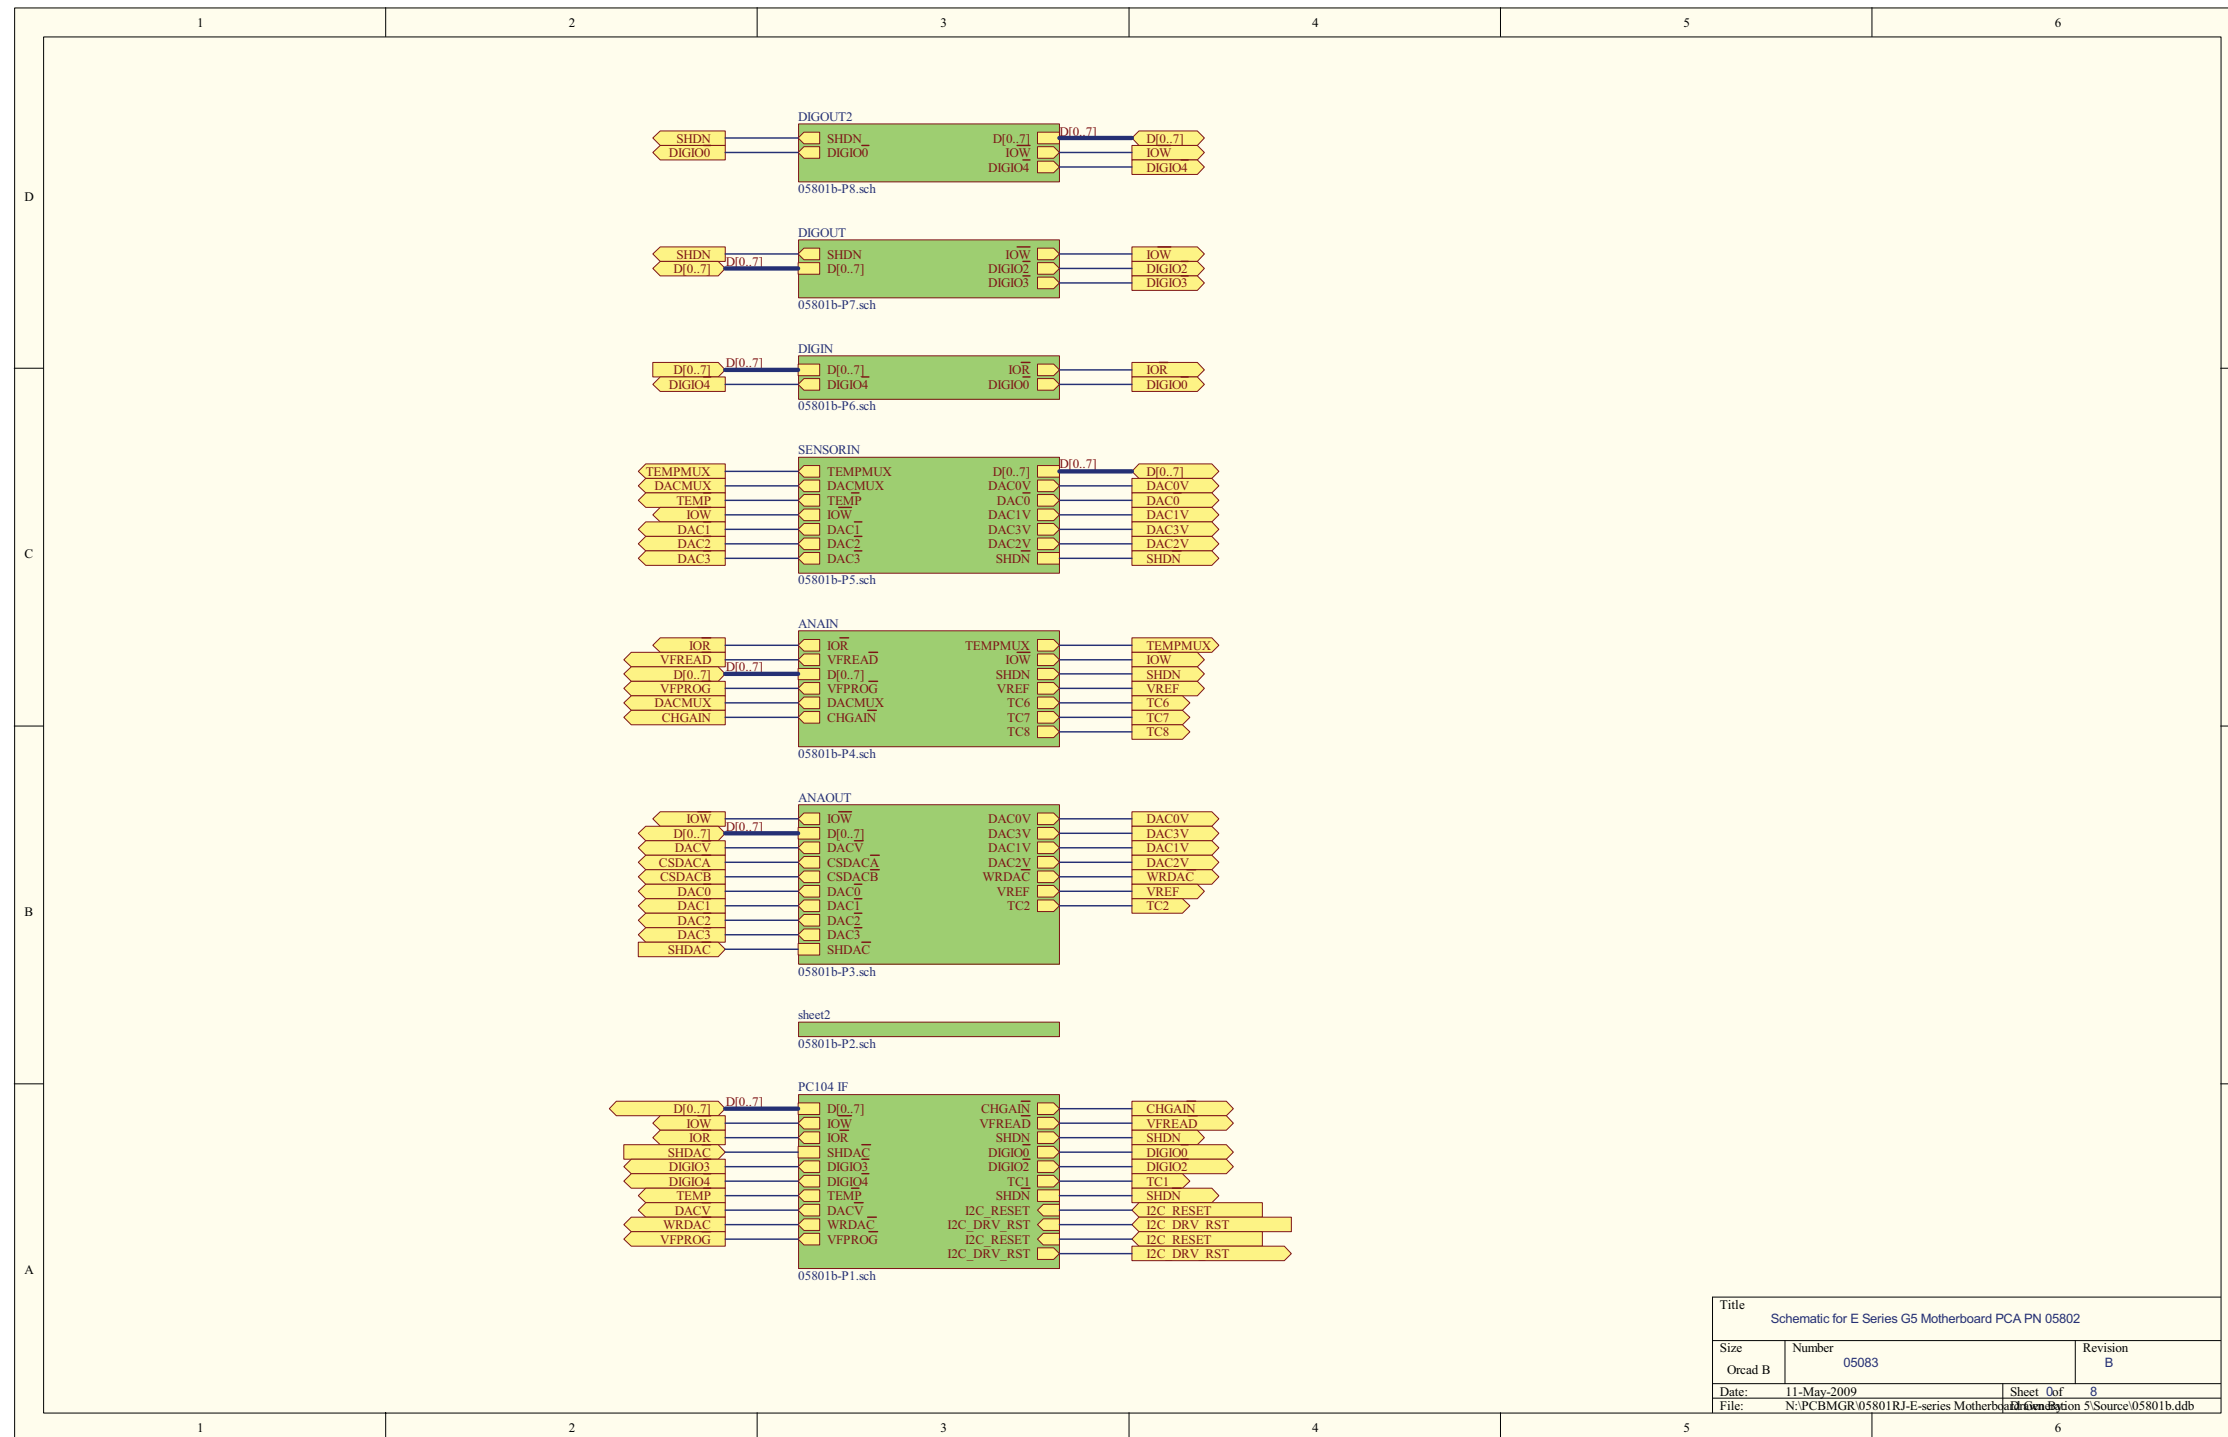 1 2 3 4 5 6
D
C
B
A
DIGOUT2
SHDN SHDN D[0..7] D[0..7] D[0..7]
DIGIO0 DIGIO0 IOW IOW
DIGIO4 DIGIO4
05801b-P8.sch
DIGOUT
SHDN SHDN IOW IOW
D[0..7] D[0..7] D[0..7] DIGIO2 DIGIO2
DIGIO3 DIGIO3
05801b-P7.sch
DIGIN
D[0..7] D[0..7] D[0..7] IOR IOR
DIGIO4 DIGIO4 DIGIO0 DIGIO0
05801b-P6.sch
SENSORIN
TEMPMUX TEMPMUX D[0..7] D[0..7] D[0..7]
DACMUX DACMUX DAC0V DAC0V
TEMP TEMP DAC0 DAC0
IOW IOW DAC1V DAC1V
DAC1 DAC1 DAC3V DAC3V
DAC2 DAC2 DAC2V DAC2V
DAC3 DAC3 SHDN SHDN
05801b-P5.sch
ANAIN
IOR IOR TEMPMUX TEMPMUX
VFREAD VFREAD IOW IOW
D[0..7] D[0..7] D[0..7] SHDN SHDN
VFPROG VFPROG VREF VREF
DACMUX DACMUX TC6 TC6
CHGAIN CHGAIN TC7 TC7
TC8 TC8
05801b-P4.sch
ANAOUT
IOW IOW DAC0V DAC0V
D[0..7] D[0..7] D[0..7] DAC3V DAC3V
DACV DACV DAC1V DAC1V
CSDACA CSDACA DAC2V DAC2V
CSDACB CSDACB WRDAC WRDAC
DAC0 DAC0 VREF VREF
DAC1 DAC1 TC2 TC2
DAC2 DAC2
DAC3 DAC3
SHDAC SHDAC
05801b-P3.sch
sheet2
05801b-P2.sch
PC104 IF
D[0..7] D[0..7] D[0..7] CHGAIN CHGAIN
IOW IOW VFREAD VFREAD
IOR IOR SHDN SHDN
SHDAC SHDAC DIGIO0 DIGIO0
DIGIO3 DIGIO3 DIGIO2 DIGIO2
DIGIO4 DIGIO4 TC1 TC1
TEMP TEMP SHDN SHDN
DACV DACV I2C_RESET I2C_RESET
WRDAC WRDAC I2C_DRV_RST I2C_DRV_RST
VFPROG VFPROG I2C_RESET I2C_RESET
I2C_DRV_RST I2C_DRV_RST
05801b-P1.sch
Title
Schematic for E Series G5 Motherboard PCA PN 05802
Size Number Revision
Orcad B 05083 B
Date: 11-May-2009 Sheet 0 of 8
File: N:\PCBMGR\05801RJ-E-series Motherboard Generation 5\Source\05801b.ddb Drawn By:
1 2 3 4 5 6